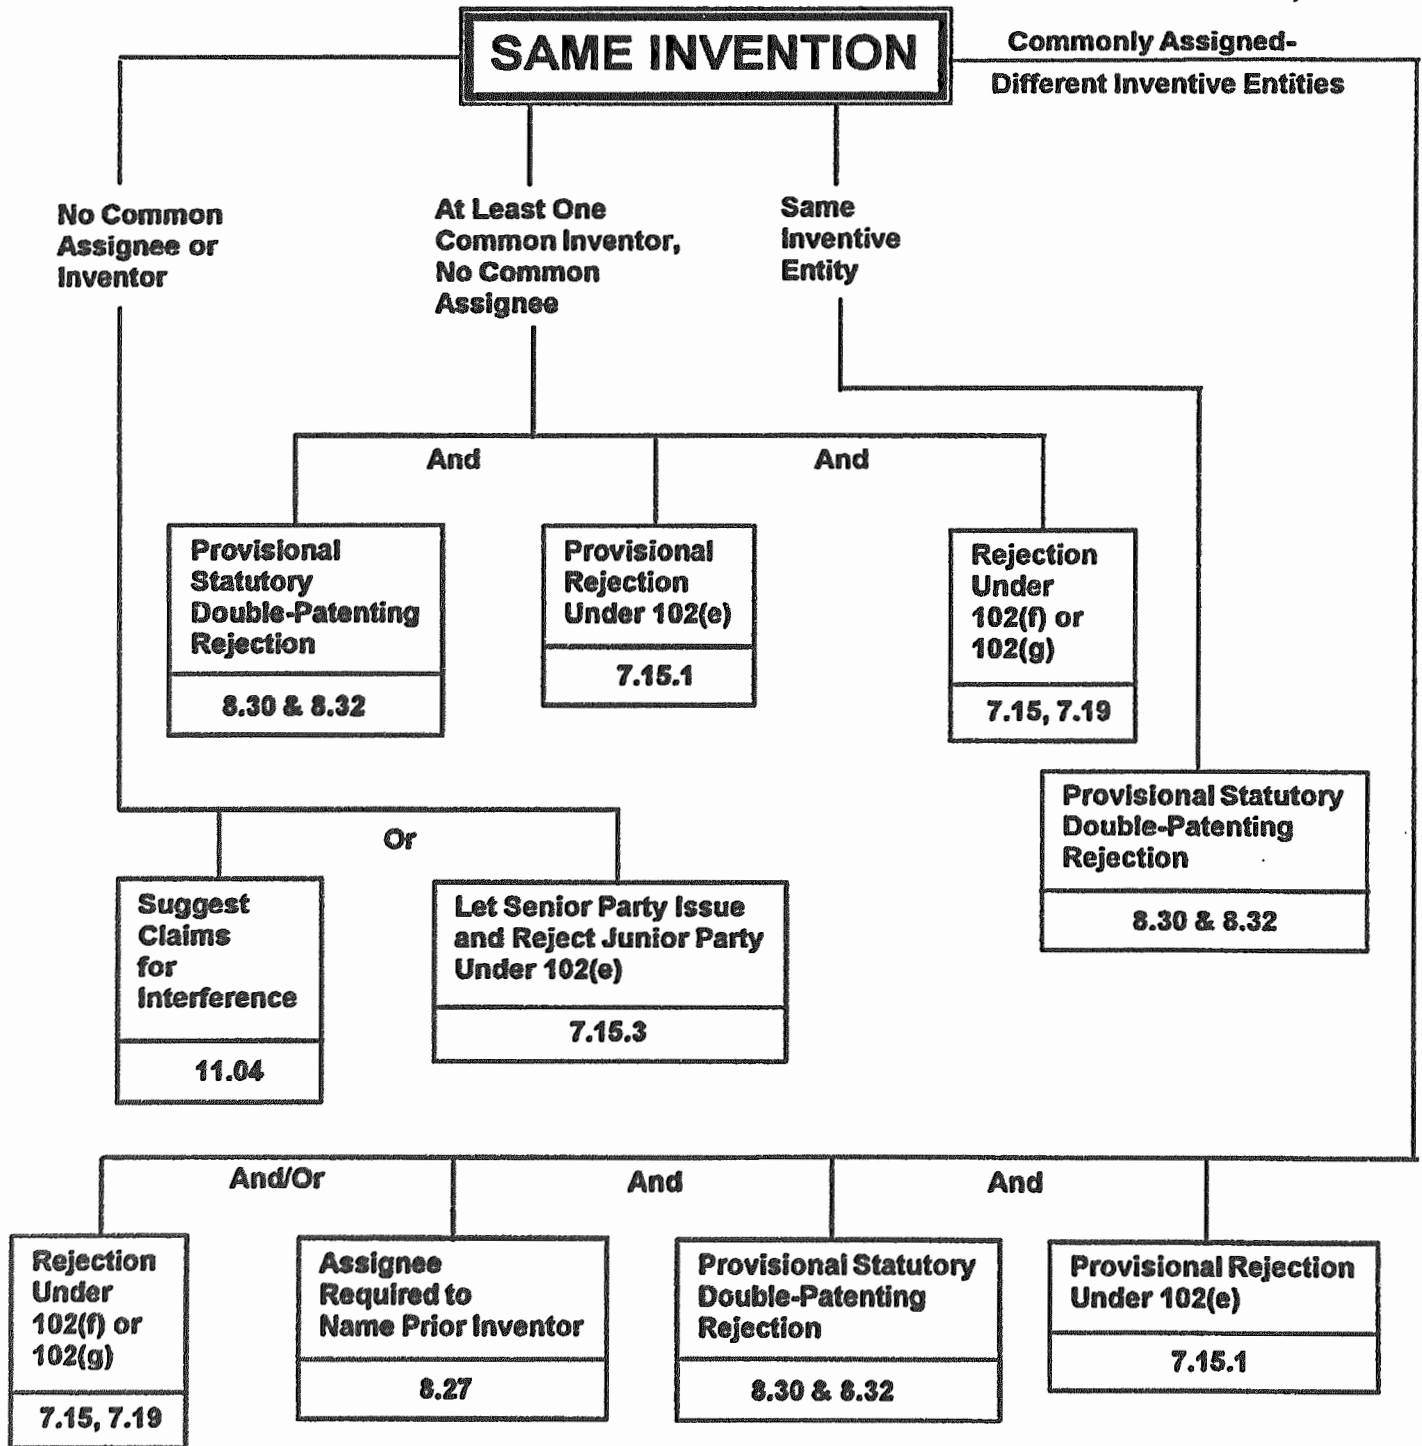 SAME INVENTION
Commonly Assigned-
Different Inventive Entities
No Common
Assignee or
Inventor
At Least One
Common Inventor,
No Common
Assignee
Same
Inventive
Entity
And
And
Provisional
Statutory
Double-Patenting
Rejection
8.30 & 8.32
Provisional
Rejection
Under 102(e)
7.15.1
Rejection
Under
102(f) or
102(g)
7.15, 7.19
Provisional Statutory
Double-Patenting
Rejection
8.30 & 8.32
Or
Suggest
Claims
for
Interference
11.04
Let Senior Party Issue
and Reject Junior Party
Under 102(e)
7.15.3
And/Or
And
And
Rejection
Under
102(f) or
102(g)
7.15, 7.19
Assignee
Required to
Name Prior Inventor
8.27
Provisional Statutory
Double-Patenting
Rejection
8.30 & 8.32
Provisional Rejection
Under 102(e)
7.15.1